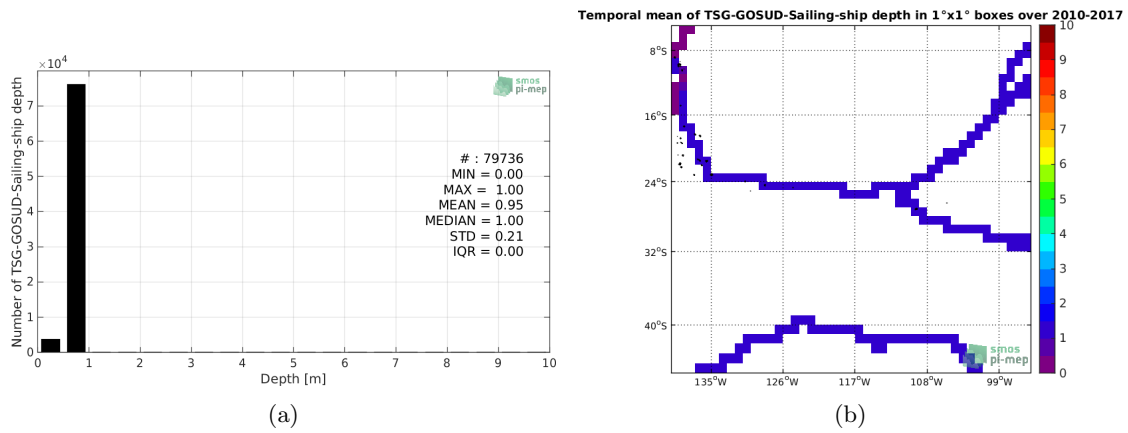 ×10⁴
Number of TSG-GOSUD-Sailing-ship depth
7
6
5
4
3
2
1
0
smos
pi-mep
# : 79736
MIN = 0.00
MAX = 1.00
MEAN = 0.95
MEDIAN = 1.00
STD = 0.21
IQR = 0.00
0 1 2 3 4 5 6 7 8 9 10
Depth [m]
(a)
Temporal mean of TSG-GOSUD-Sailing-ship depth in 1°x1° boxes over 2010-2017
8°S
16°S
24°S
32°S
40°S
135°W 126°W 117°W 108°W 99°W
smos
pi-mep
10
9
8
7
6
5
4
3
2
1
0
(b)